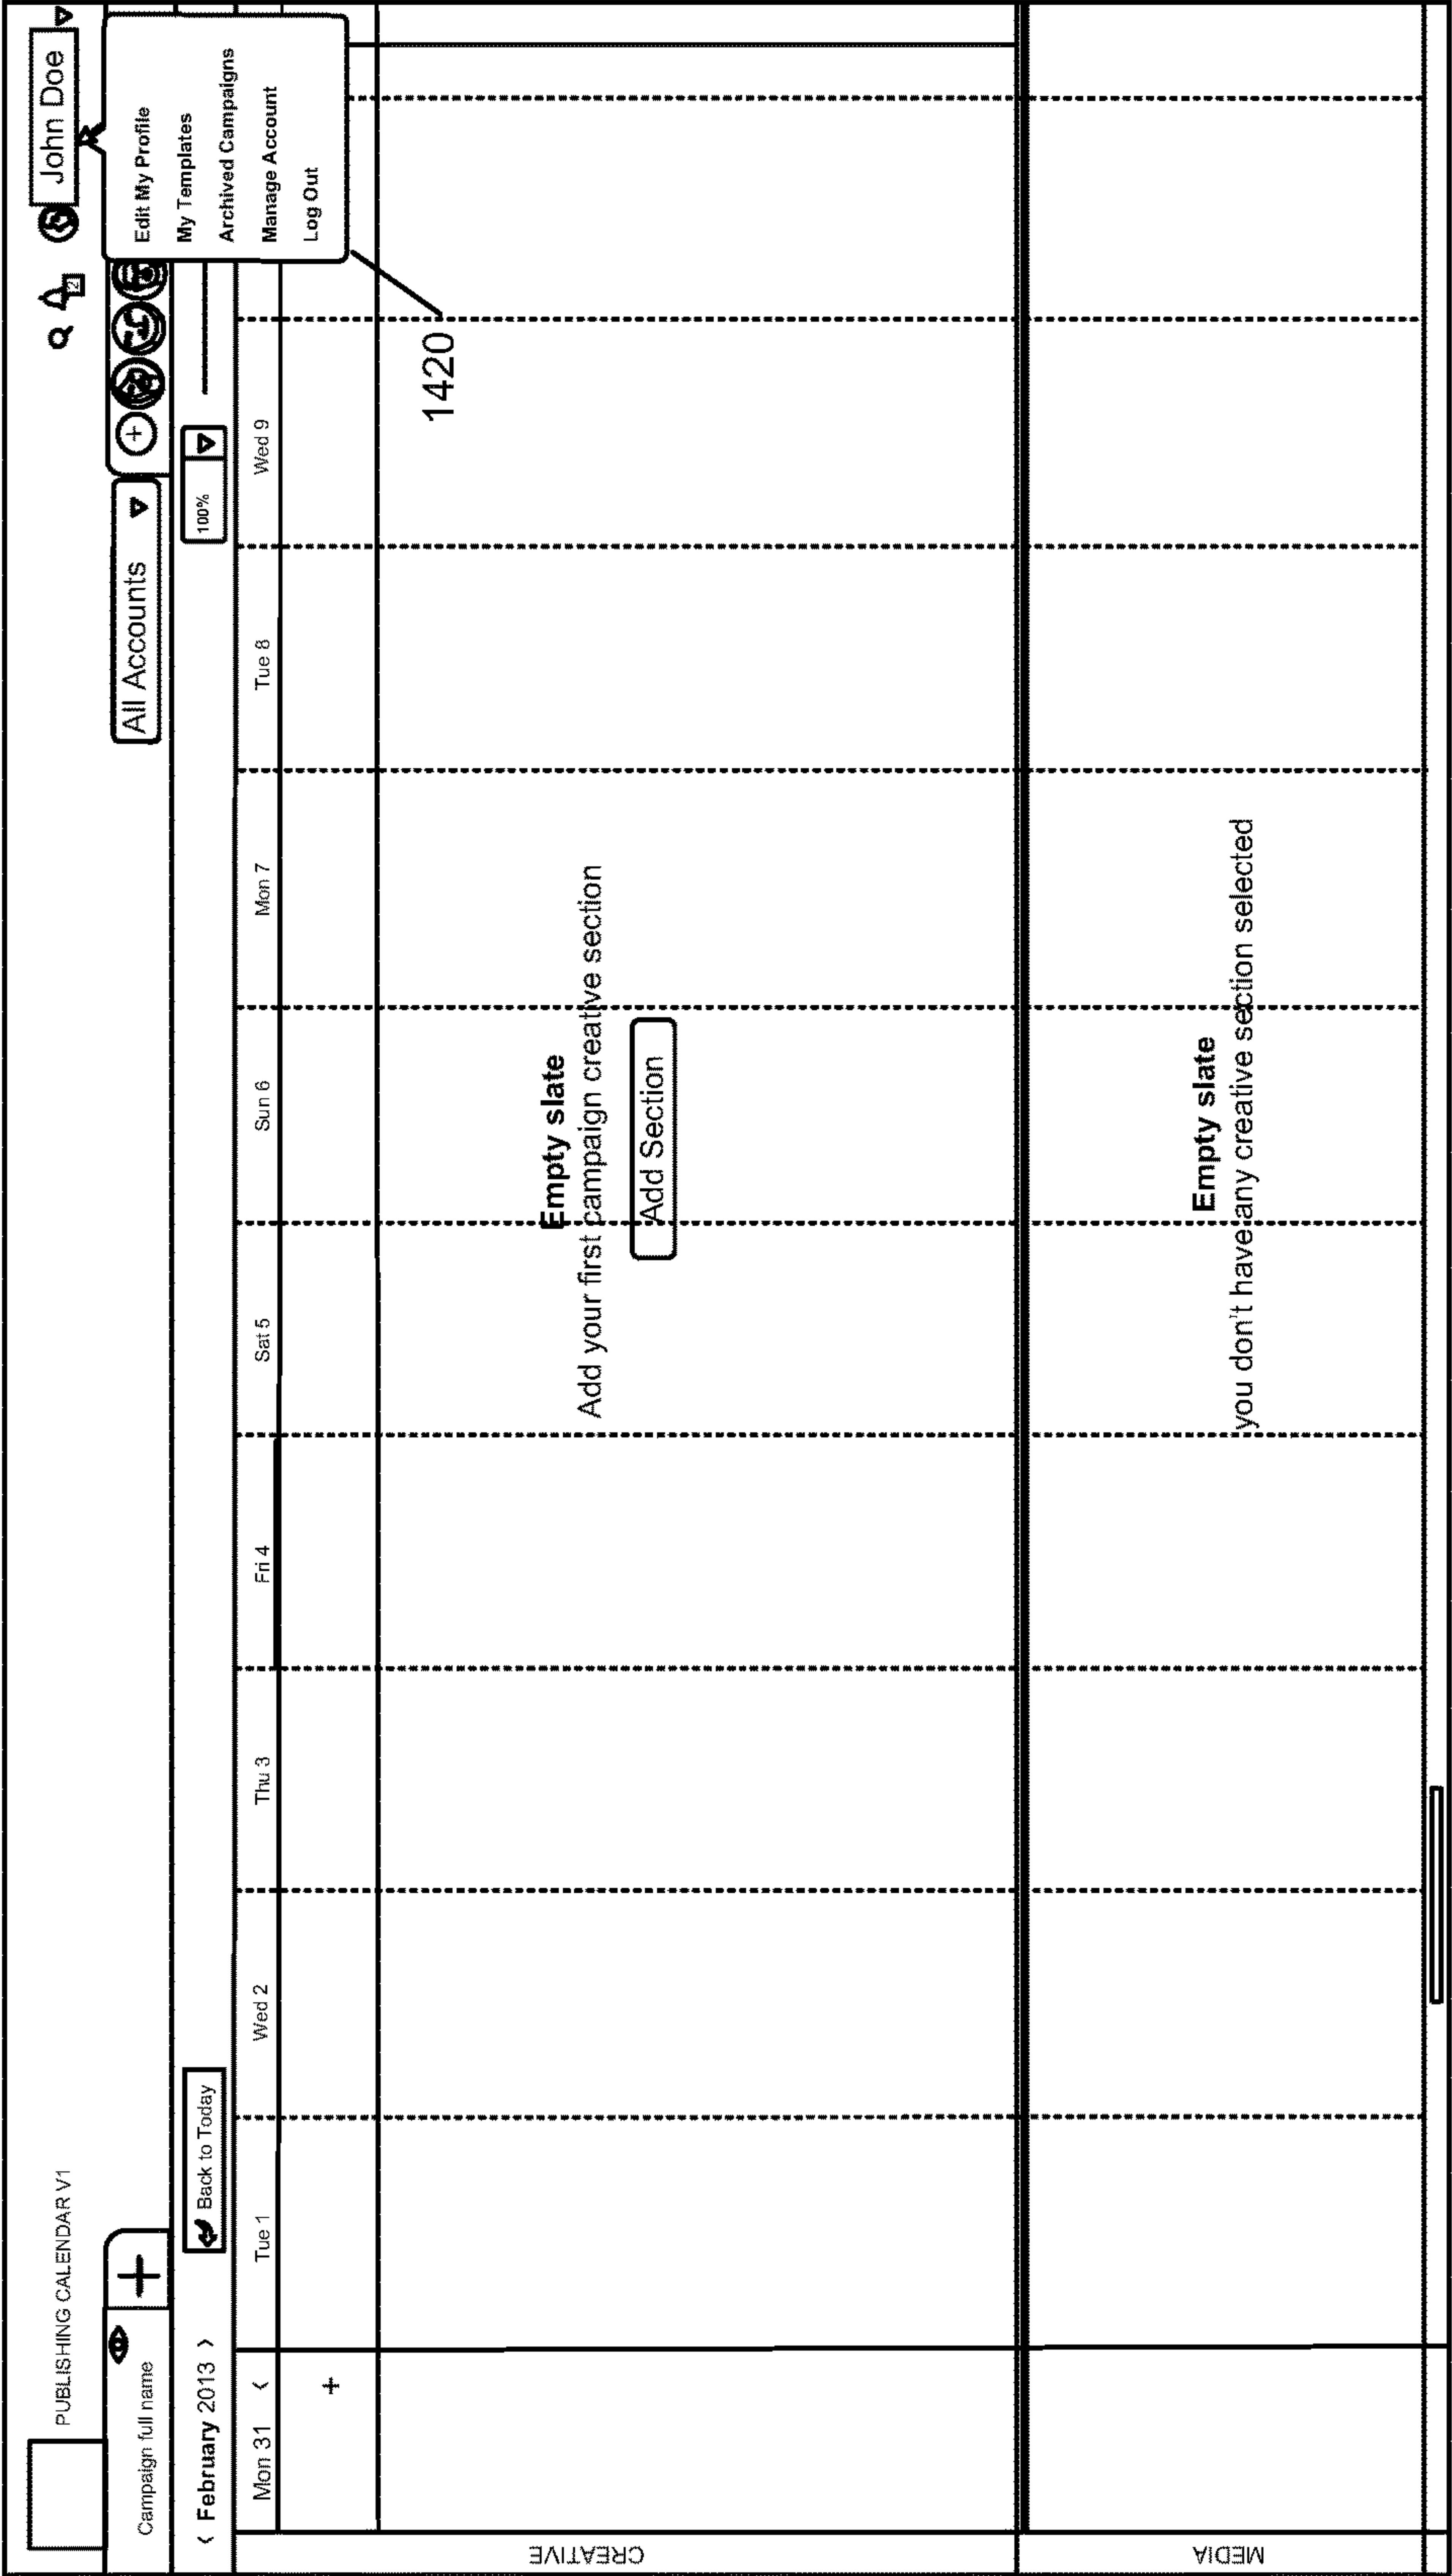 PUBLISHING CALENDAR V1
2
John Doe
Campaign full name
+
All Accounts
+
Edit My Profile
My Templates
Archived Campaigns
Manage Account
Log Out
< February 2013 >
Back to Today
100%
Mon 31 <
Tue 1
Wed 2
Thu 3
Fri 4
Sat 5
Sun 6
Mon 7
Tue 8
Wed 9
+
1420
CREATIVE
Empty slate
Add your first campaign creative section
Add Section
MEDIA
Empty slate
you don't have any creative section selected